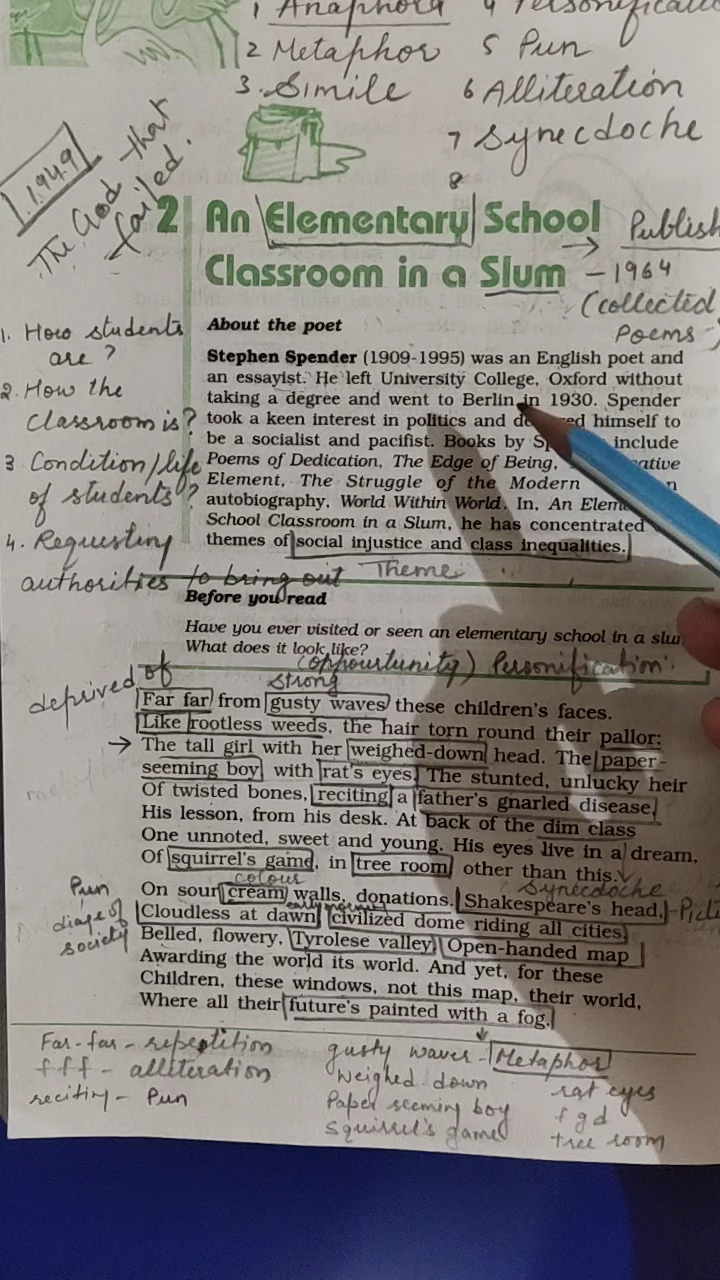 1 Anaphora 4
2 Metaphor 5 Pun
3. Simile 6 Alliteration
7 Synecdoche
8
1949
The God that
failed.
2 An Elementary School
Classroom in a Slum
→ Publish
– 1964
(collected
Poems)
1. How students
are ?
2. How the
Classroom is?
3 Condition/life
of students?
4. Requesting
authorities to bring out
About the poet
Stephen Spender (1909-1995) was an English poet and
an essayist. He left University College, Oxford without
taking a degree and went to Berlin in 1930. Spender
took a keen interest in politics and himself to
be a socialist and pacifist. Books by include
Poems of Dedication, The Edge of Being,
Element, The Struggle of the Modern
autobiography, World Within World. In, An
School Classroom in a Slum, he has concentrated
themes of social injustice and class inequalities.
Theme
Before you read
Have you ever visited or seen an elementary school in a
What does it look like?
deprived of
(oppourtunity) Personification
strong
Far far from gusty waves these children's faces.
Like rootless weeds, the hair torn round their pallor:
→ The tall girl with her weighed-down head. The paper-
seeming boy, with rat's eyes. The stunted, unlucky heir
Of twisted bones, reciting a father's gnarled disease,
His lesson, from his desk. At back of the dim class
One unnoted, sweet and young. His eyes live in a dream,
Of squirrel's game, in tree room, other than this.
colour
Synecdoche
On sour cream walls, donations. Shakespeare's head,
Cloudless at dawn, civilized dome riding all cities.
Belled, flowery, Tyrolese valley. Open-handed map
Awarding the world its world. And yet, for these
Children, these windows, not this map, their world,
Where all their future's painted with a fog,
Pun
society
Far-far – repetition
f f f – alliteration
reciting – Pun
gusty waves – Metaphor
Weighed-down
Paper seeming boy
Squirrel's game
rat eyes
f g d
tree room